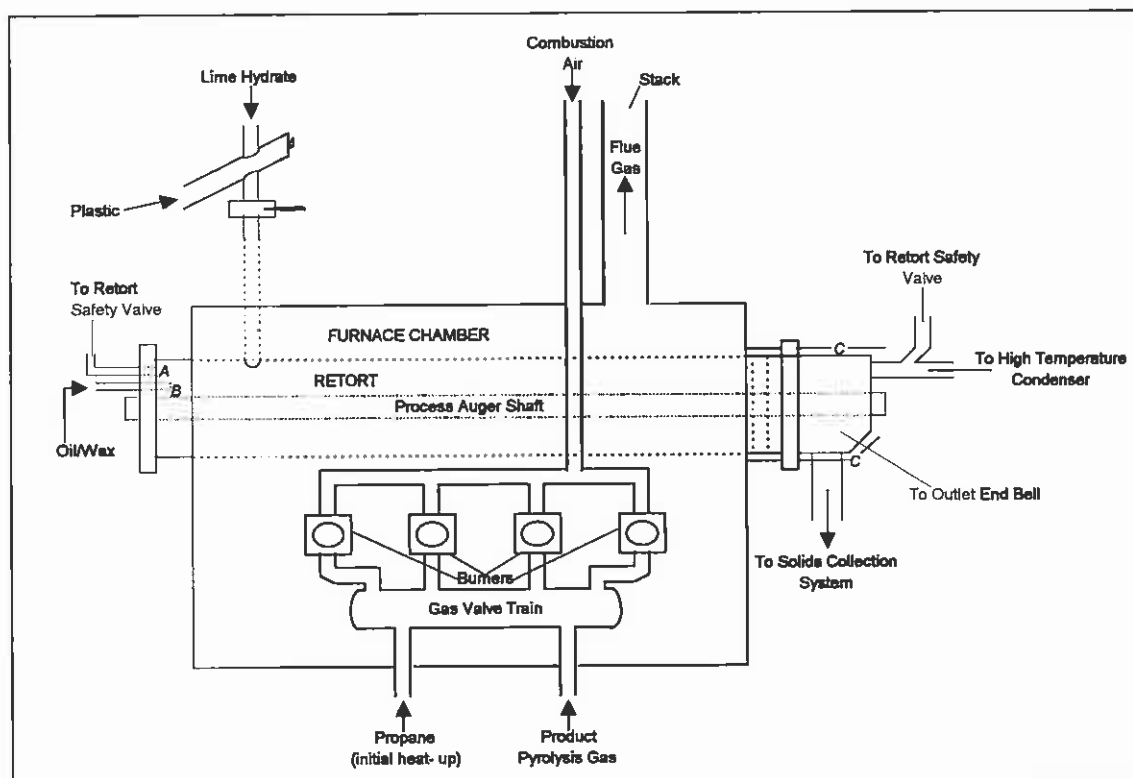 Combustion
Air
Lime Hydrate
Stack
Flue
Gas
Plastic
To Retort Safety
Valve
To Retort
Safety Valve
FURNACE CHAMBER
C
A
To High Temperature
Condenser
RETORT
B
Process Auger Shaft
Oil/Wax
C
To Outlet End Bell
To Solids Collection
System
Burners
Gas Valve Train
Propane
(initial heat- up)
Product
Pyrolysis Gas